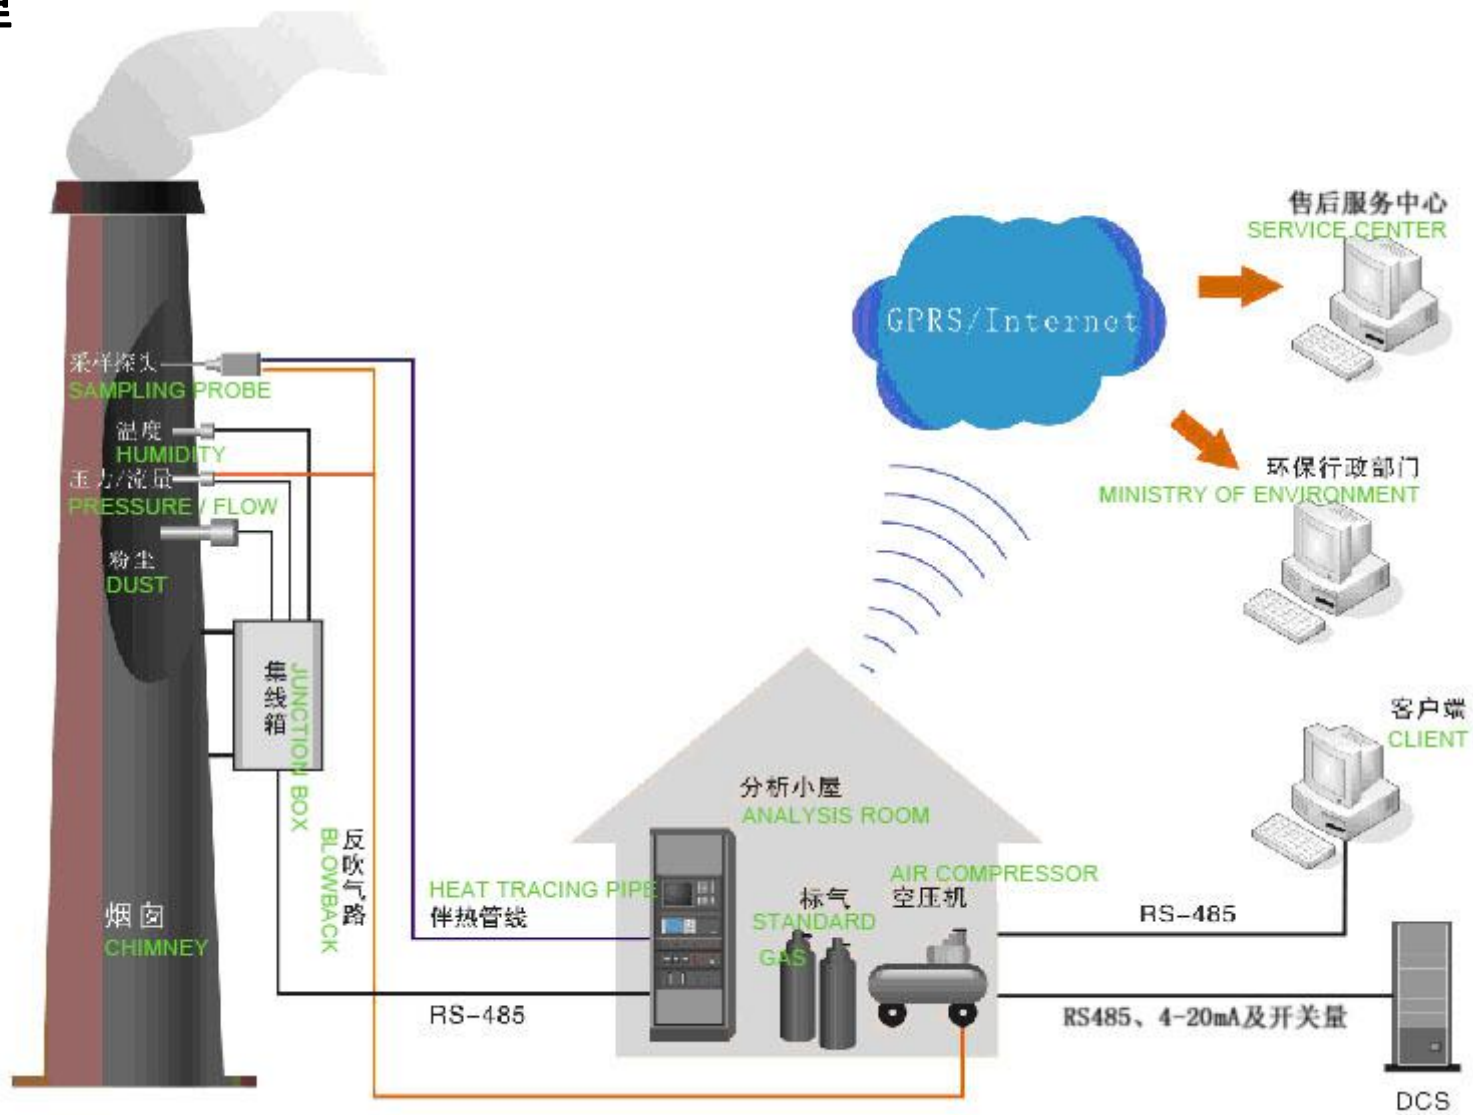 售后服务中心
SERVICE CENTER
GPRS/Internet
采样探头
SAMPLING PROBE
温度
HUMIDITY
压力/流量
PRESSURE / FLOW
粉尘
DUST
环保行政部门
MINISTRY OF ENVIRONMENT
集线箱
JUNCTION BOX
客户端
CLIENT
分析小屋
ANALYSIS ROOM
反吹气路
BLOWBACK
HEAT TRACING PIPE
伴热管线
标气
STANDARD
GAS
AIR COMPRESSOR
空压机
烟囱
CHIMNEY
RS-485
RS-485
RS485、4-20mA及开关量
DCS